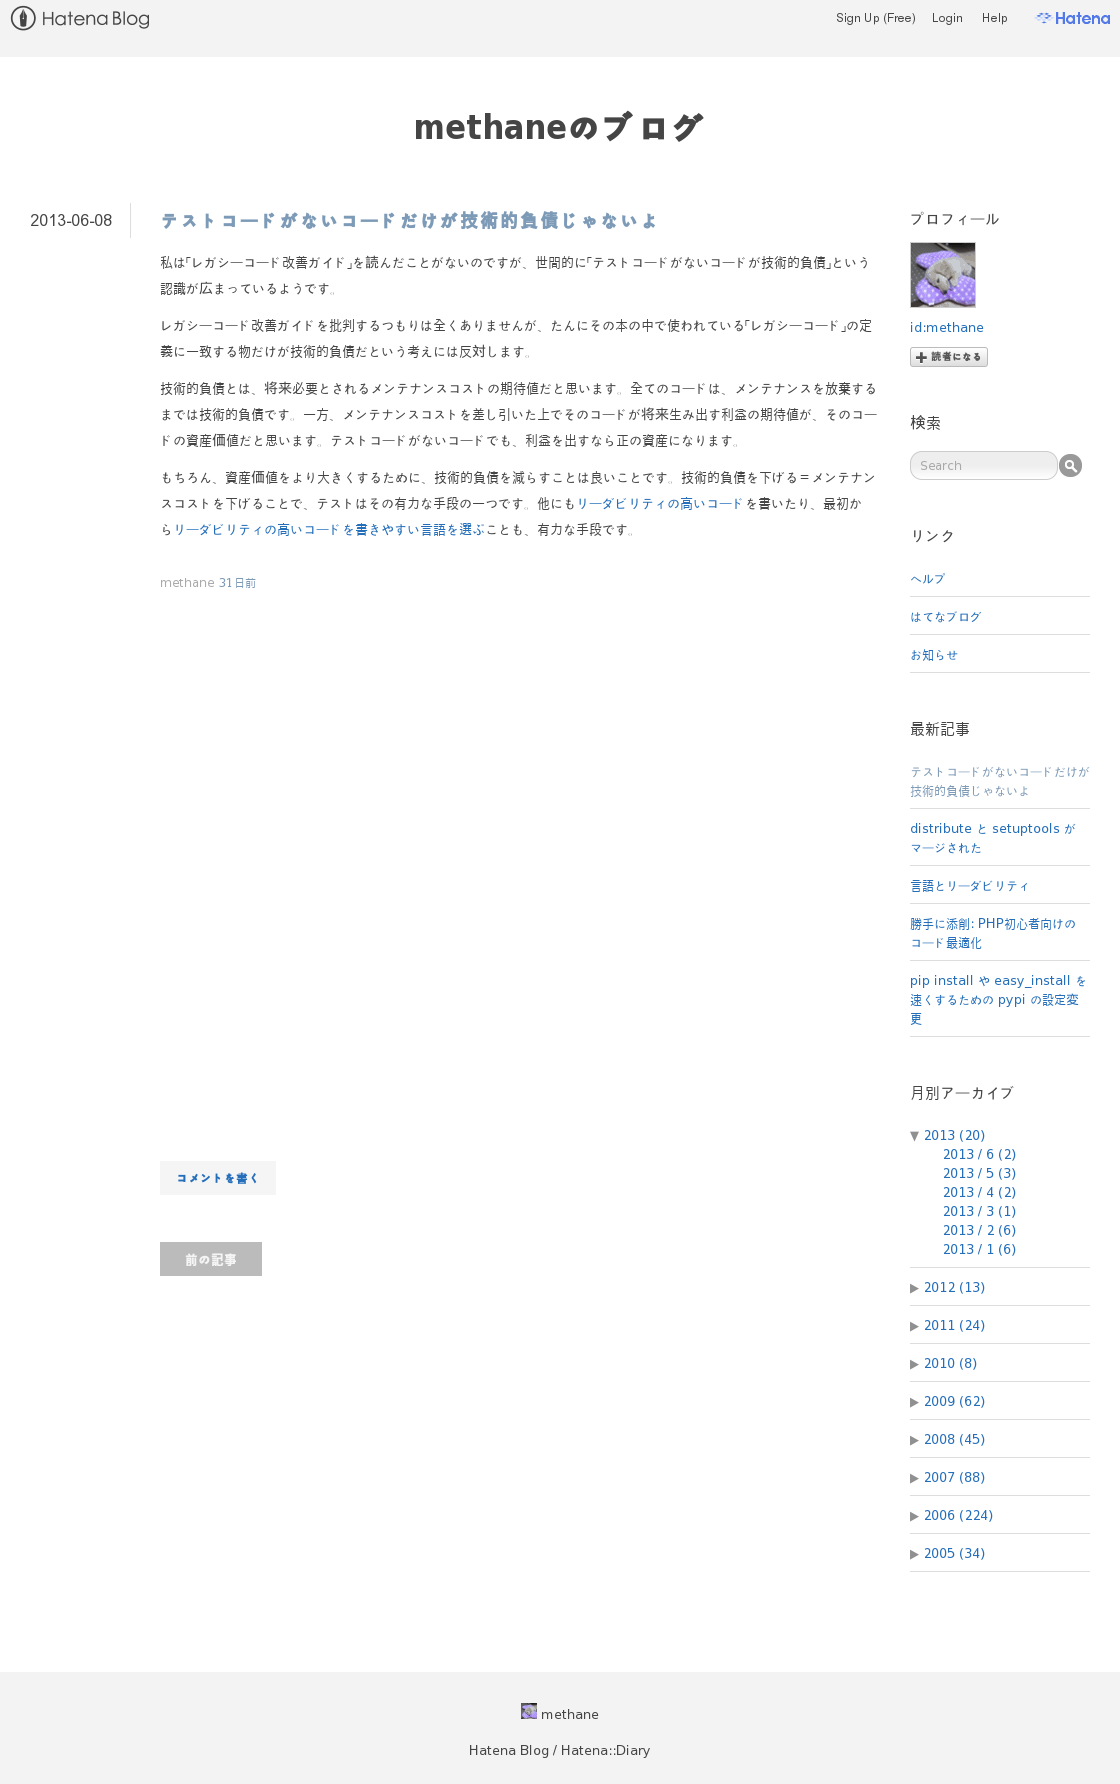 Hatena Blog
Sign Up (Free) Login Help Hatena
methaneのブログ
2013-06-08
テストコードがないコードだけが技術的負債じゃないよ
私は「レガシーコード改善ガイド」を読んだことがないのですが、世間的に「テストコードがないコードが技術的負債」という
認識が広まっているようです。
レガシーコード改善ガイドを批判するつもりは全くありませんが、たんにその本の中で使われている「レガシーコード」の定
義に一致する物だけが技術的負債だという考えには反対します。
技術的負債とは、将来必要とされるメンテナンスコストの期待値だと思います。全てのコードは、メンテナンスを放棄する
までは技術的負債です。一方、メンテナンスコストを差し引いた上でそのコードが将来生み出す利益の期待値が、そのコー
ドの資産価値だと思います。テストコードがないコードでも、利益を出すなら正の資産になります。
もちろん、資産価値をより大きくするために、技術的負債を減らすことは良いことです。技術的負債を下げる＝メンテナン
スコストを下げることで、テストはその有力な手段の一つです。他にもリーダビリティの高いコードを書いたり、最初か
らリーダビリティの高いコードを書きやすい言語を選ぶことも、有力な手段です。
methane 31日前
コメントを書く
前の記事
プロフィール
id:methane
読者になる
検索
Search
リンク
ヘルプ
はてなブログ
お知らせ
最新記事
テストコードがないコードだけが
技術的負債じゃないよ
distribute と setuptools が
マージされた
言語とリーダビリティ
勝手に添削: PHP初心者向けの
コード最適化
pip install や easy_install を
速くするための pypi の設定変
更
月別アーカイブ
▼ 2013 (20)
2013 / 6 (2)
2013 / 5 (3)
2013 / 4 (2)
2013 / 3 (1)
2013 / 2 (6)
2013 / 1 (6)
▶ 2012 (13)
▶ 2011 (24)
▶ 2010 (8)
▶ 2009 (62)
▶ 2008 (45)
▶ 2007 (88)
▶ 2006 (224)
▶ 2005 (34)
methane
Hatena Blog / Hatena::Diary